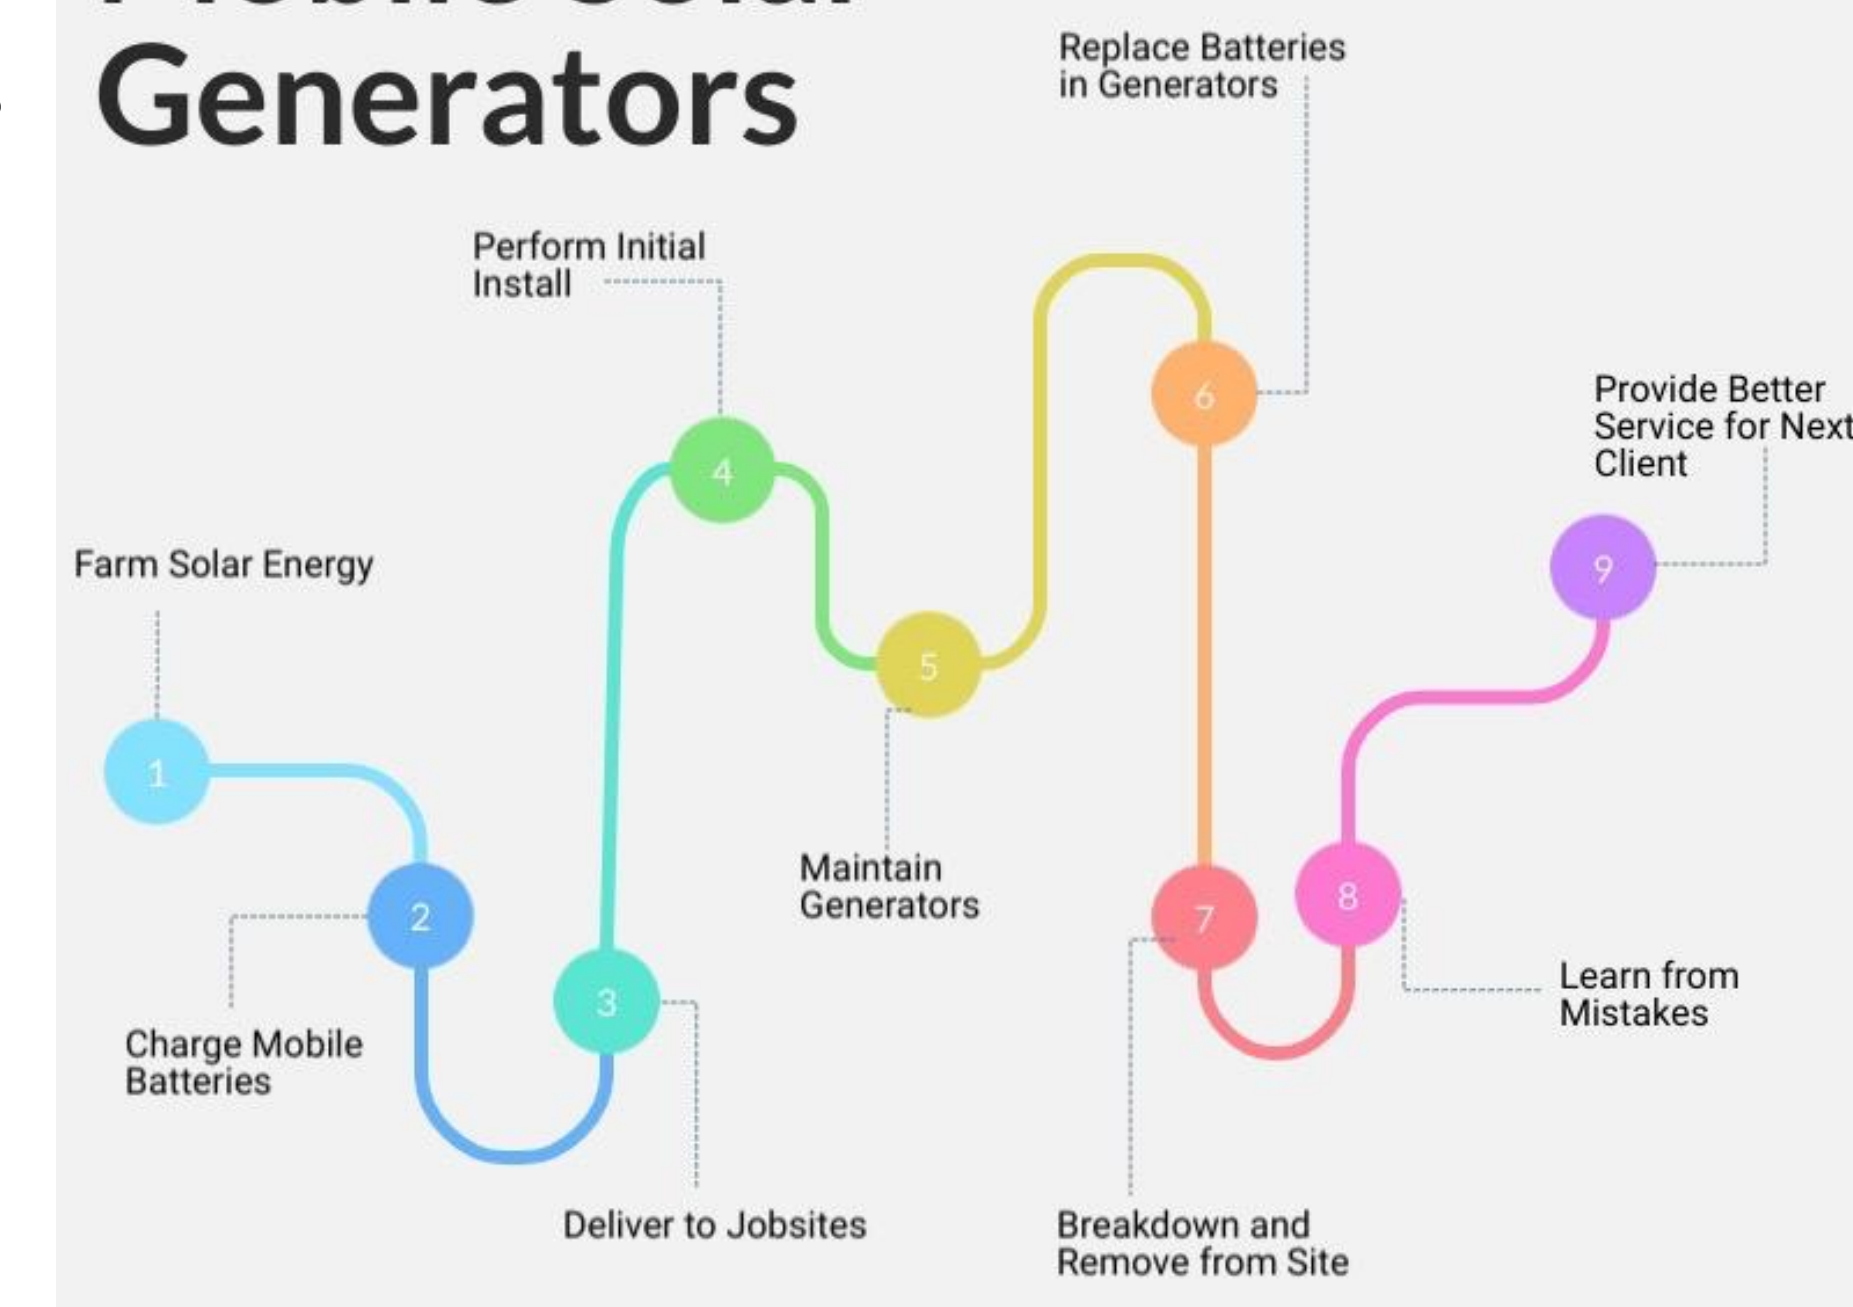 Mobile Solar
Generators
Replace Batteries
in Generators
Perform Initial
Install
Provide Better
Service for Next
Client
Farm Solar Energy
Maintain
Generators
Charge Mobile
Batteries
Learn from
Mistakes
Deliver to Jobsites
Breakdown and
Remove from Site
1
2
3
4
5
6
7
8
9